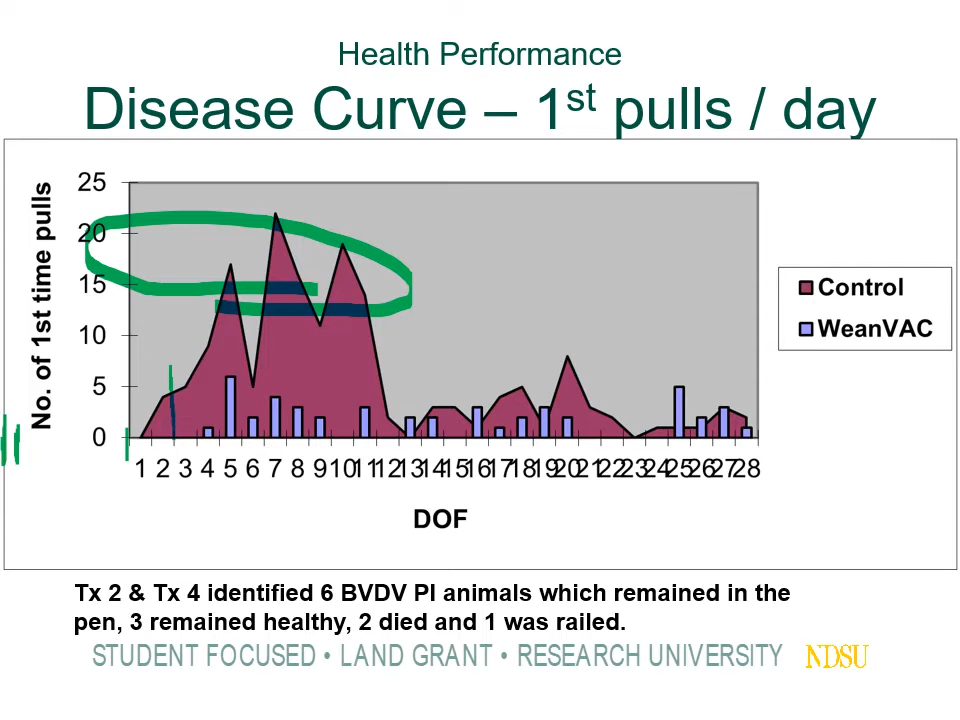 Health Performance
Disease Curve – 1st pulls / day
No. of 1st time pulls
25
20
15
10
5
0
1 2 3 4 5 6 7 8 9 10 11 12 13 14 15 16 17 18 19 20 21 22 23 24 25 26 27 28
DOF
Control
WeanVAC
Tx 2 & Tx 4 identified 6 BVDV PI animals which remained in the
pen, 3 remained healthy, 2 died and 1 was railed.
STUDENT FOCUSED • LAND GRANT • RESEARCH UNIVERSITY NDSU